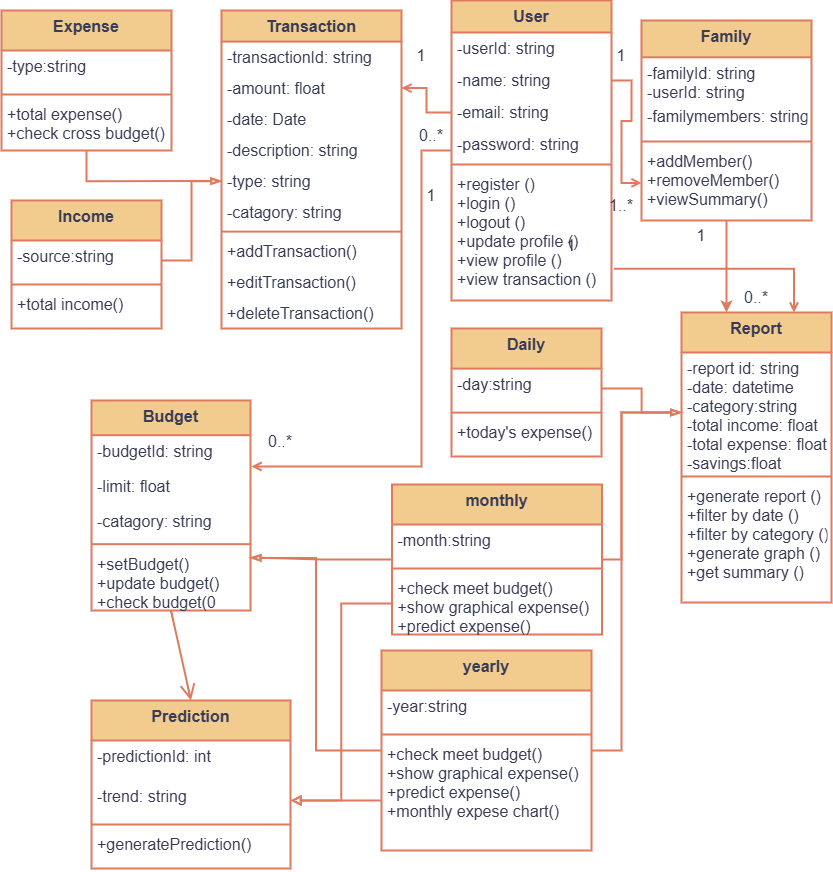 Expense
-type:string
+total expense()
+check cross budget()
Income
-source:string
+total income()
Transaction
-transactionId: string
-amount: float
-date: Date
-description: string
-type: string
-catagory: string
+addTransaction()
+editTransaction()
+deleteTransaction()
1
0..*
1
User
-userId: string
-name: string
-email: string
-password: string
+register ()
+login ()
+logout ()
+update profile ()
+view profile ()
+view transaction ()
1
1
1..*
Family
-familyId: string
-userId: string
-familymembers: string
+addMember()
+removeMember()
+viewSummary()
1
0..*
Report
-report id: string
-date: datetime
-category:string
-total income: float
-total expense: float
-savings:float
+generate report ()
+filter by date ()
+filter by category ()
+generate graph ()
+get summary ()
Daily
-day:string
+today's expense()
Budget
-budgetId: string
-limit: float
-catagory: string
+setBudget()
+update budget()
+check budget(0
0..*
monthly
-month:string
+check meet budget()
+show graphical expense()
+predict expense()
yearly
-year:string
+check meet budget()
+show graphical expense()
+predict expense()
+monthly expese chart()
Prediction
-predictionId: int
-trend: string
+generatePrediction()